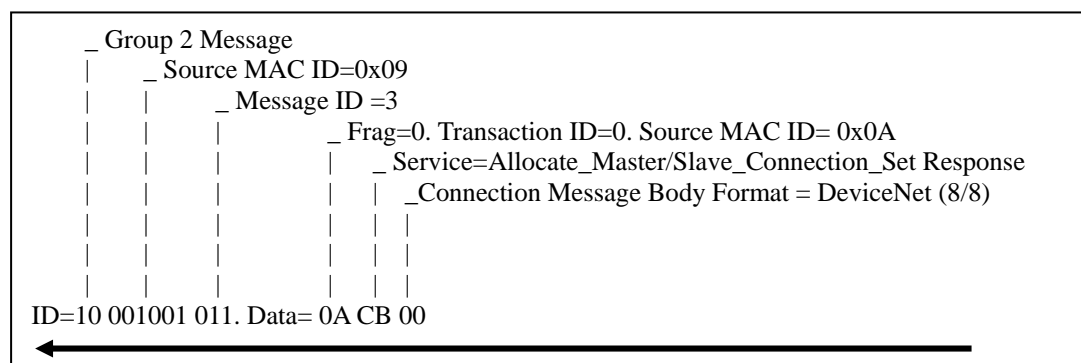 _ Group 2 Message
_ Source MAC ID=0x09
_ Message ID =3
_ Frag=0. Transaction ID=0. Source MAC ID= 0x0A
_ Service=Allocate_Master/Slave_Connection_Set Response
_Connection Message Body Format = DeviceNet (8/8)
ID=10 001001 011. Data= 0A CB 00